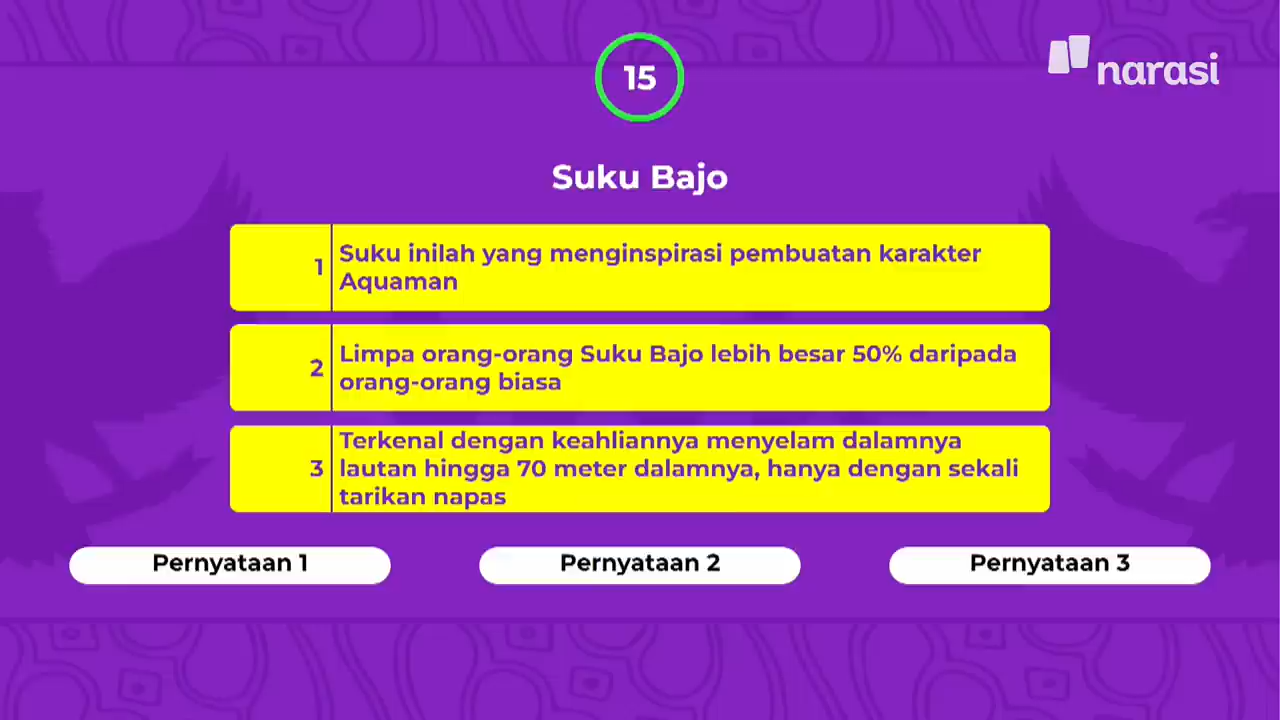 15
narasi
Suku Bajo
1
Suku inilah yang menginspirasi pembuatan karakter
Aquaman
2
Limpa orang-orang Suku Bajo lebih besar 50% daripada
orang-orang biasa
3
Terkenal dengan keahliannya menyelam dalamnya
lautan hingga 70 meter dalamnya, hanya dengan sekali
tarikan napas
Pernyataan 1
Pernyataan 2
Pernyataan 3